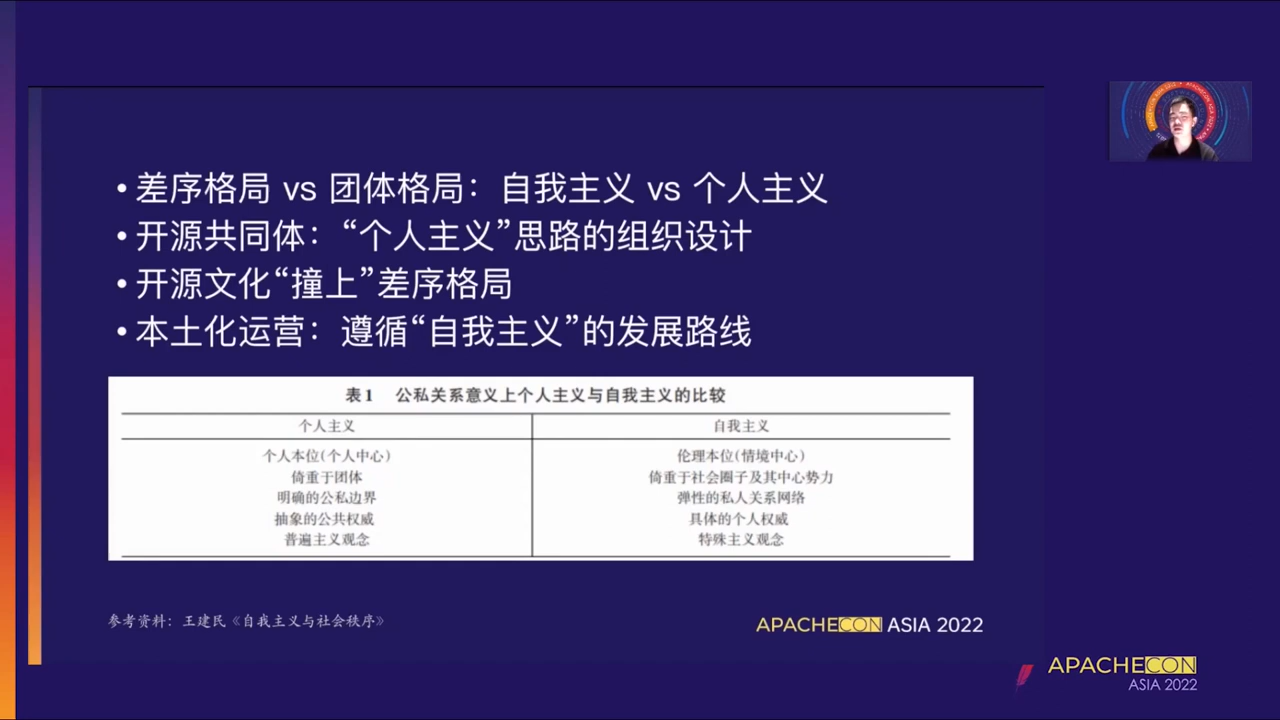 • 差序格局 vs 团体格局：自我主义 vs 个人主义
• 开源共同体：“个人主义”思路的组织设计
• 开源文化“撞上”差序格局
• 本土化运营：遵循“自我主义”的发展路线
表1 公私关系意义上个人主义与自我主义的比较
个人主义 自我主义
个人本位(个人中心) 伦理本位(情境中心)
倚重于团体 倚重于社会圈子及其中心势力
明确的公私边界 弹性的私人关系网络
抽象的公共权威 具体的个人权威
普遍主义观念 特殊主义观念
参考资料：王建民《自我主义与社会秩序》
APACHECON ASIA 2022
APACHECON
ASIA 2022